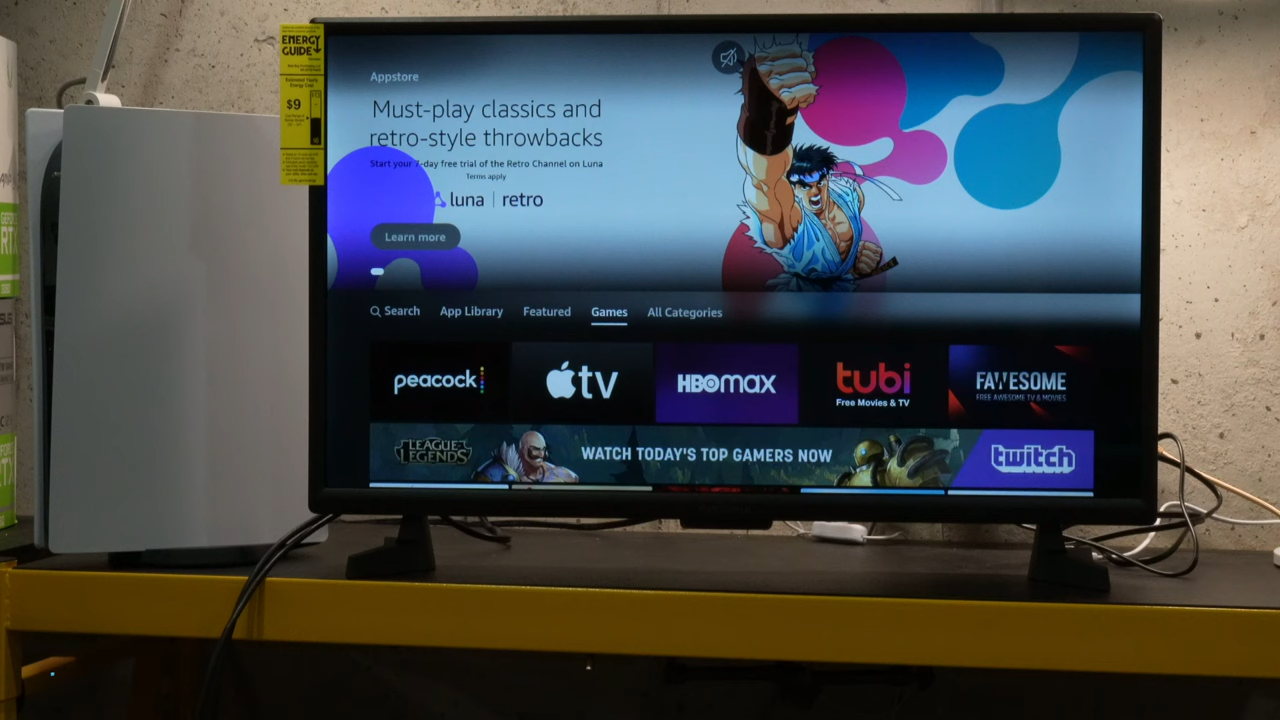 ENERGY
GUIDE
$9
Appstore
Must-play classics and
retro-style throwbacks
Start your 7-day free trial of the Retro Channel on Luna
Terms apply
luna | retro
Learn more
Search App Library Featured Games All Categories
peacock
tv
HBOMAX
tubi
Free Movies & TV
FAWESOME
FREE AWESOME TV & MOVIES
LEAGUE OF
LEGENDS
WATCH TODAY'S TOP GAMERS NOW
twitch